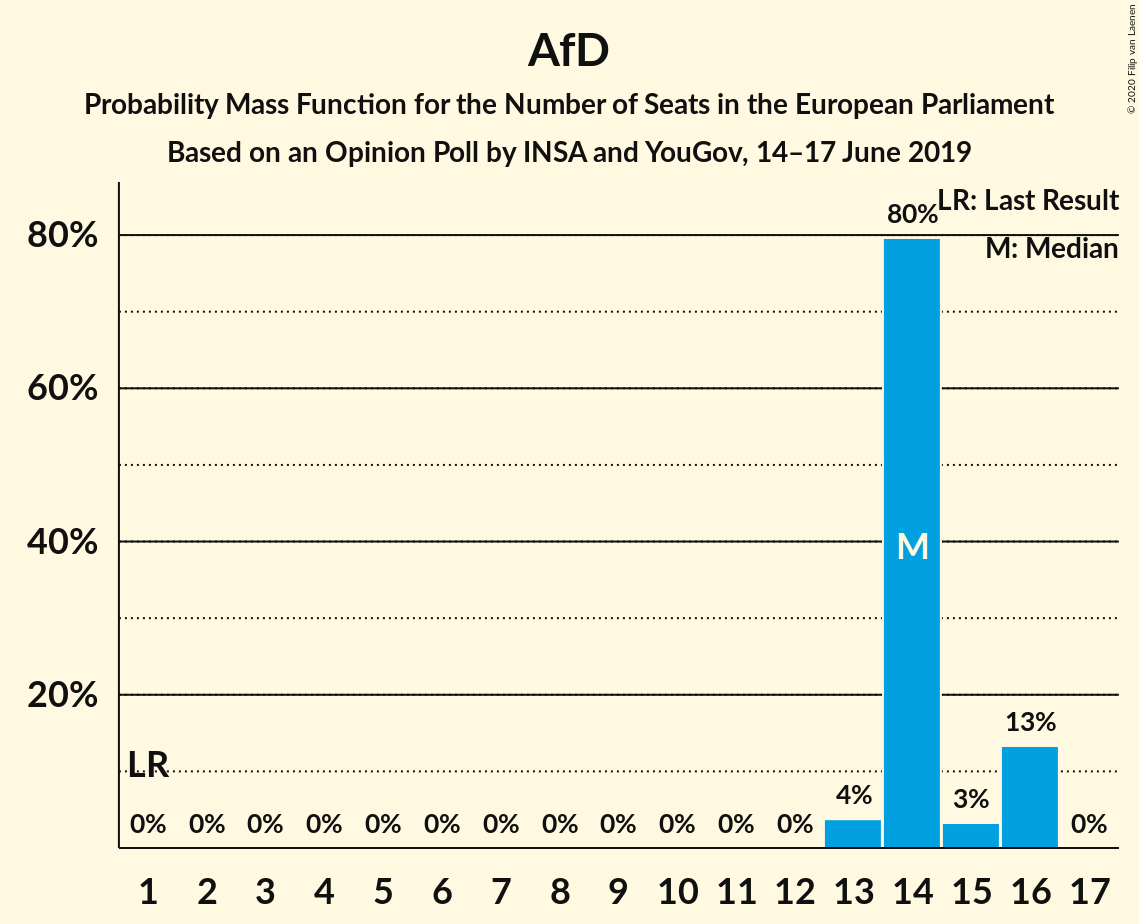 AfD
Probability Mass Function for the Number of Seats in the European Parliament
Based on an Opinion Poll by INSA and YouGov, 14–17 June 2019
© 2020 Filip van Laenen
LR: Last Result
M: Median
80%
60%
40%
20%
LR
M
0% 0% 0% 0% 0% 0% 0% 0% 0% 0% 0% 0% 4% 80% 3% 13% 0%
1 2 3 4 5 6 7 8 9 10 11 12 13 14 15 16 17